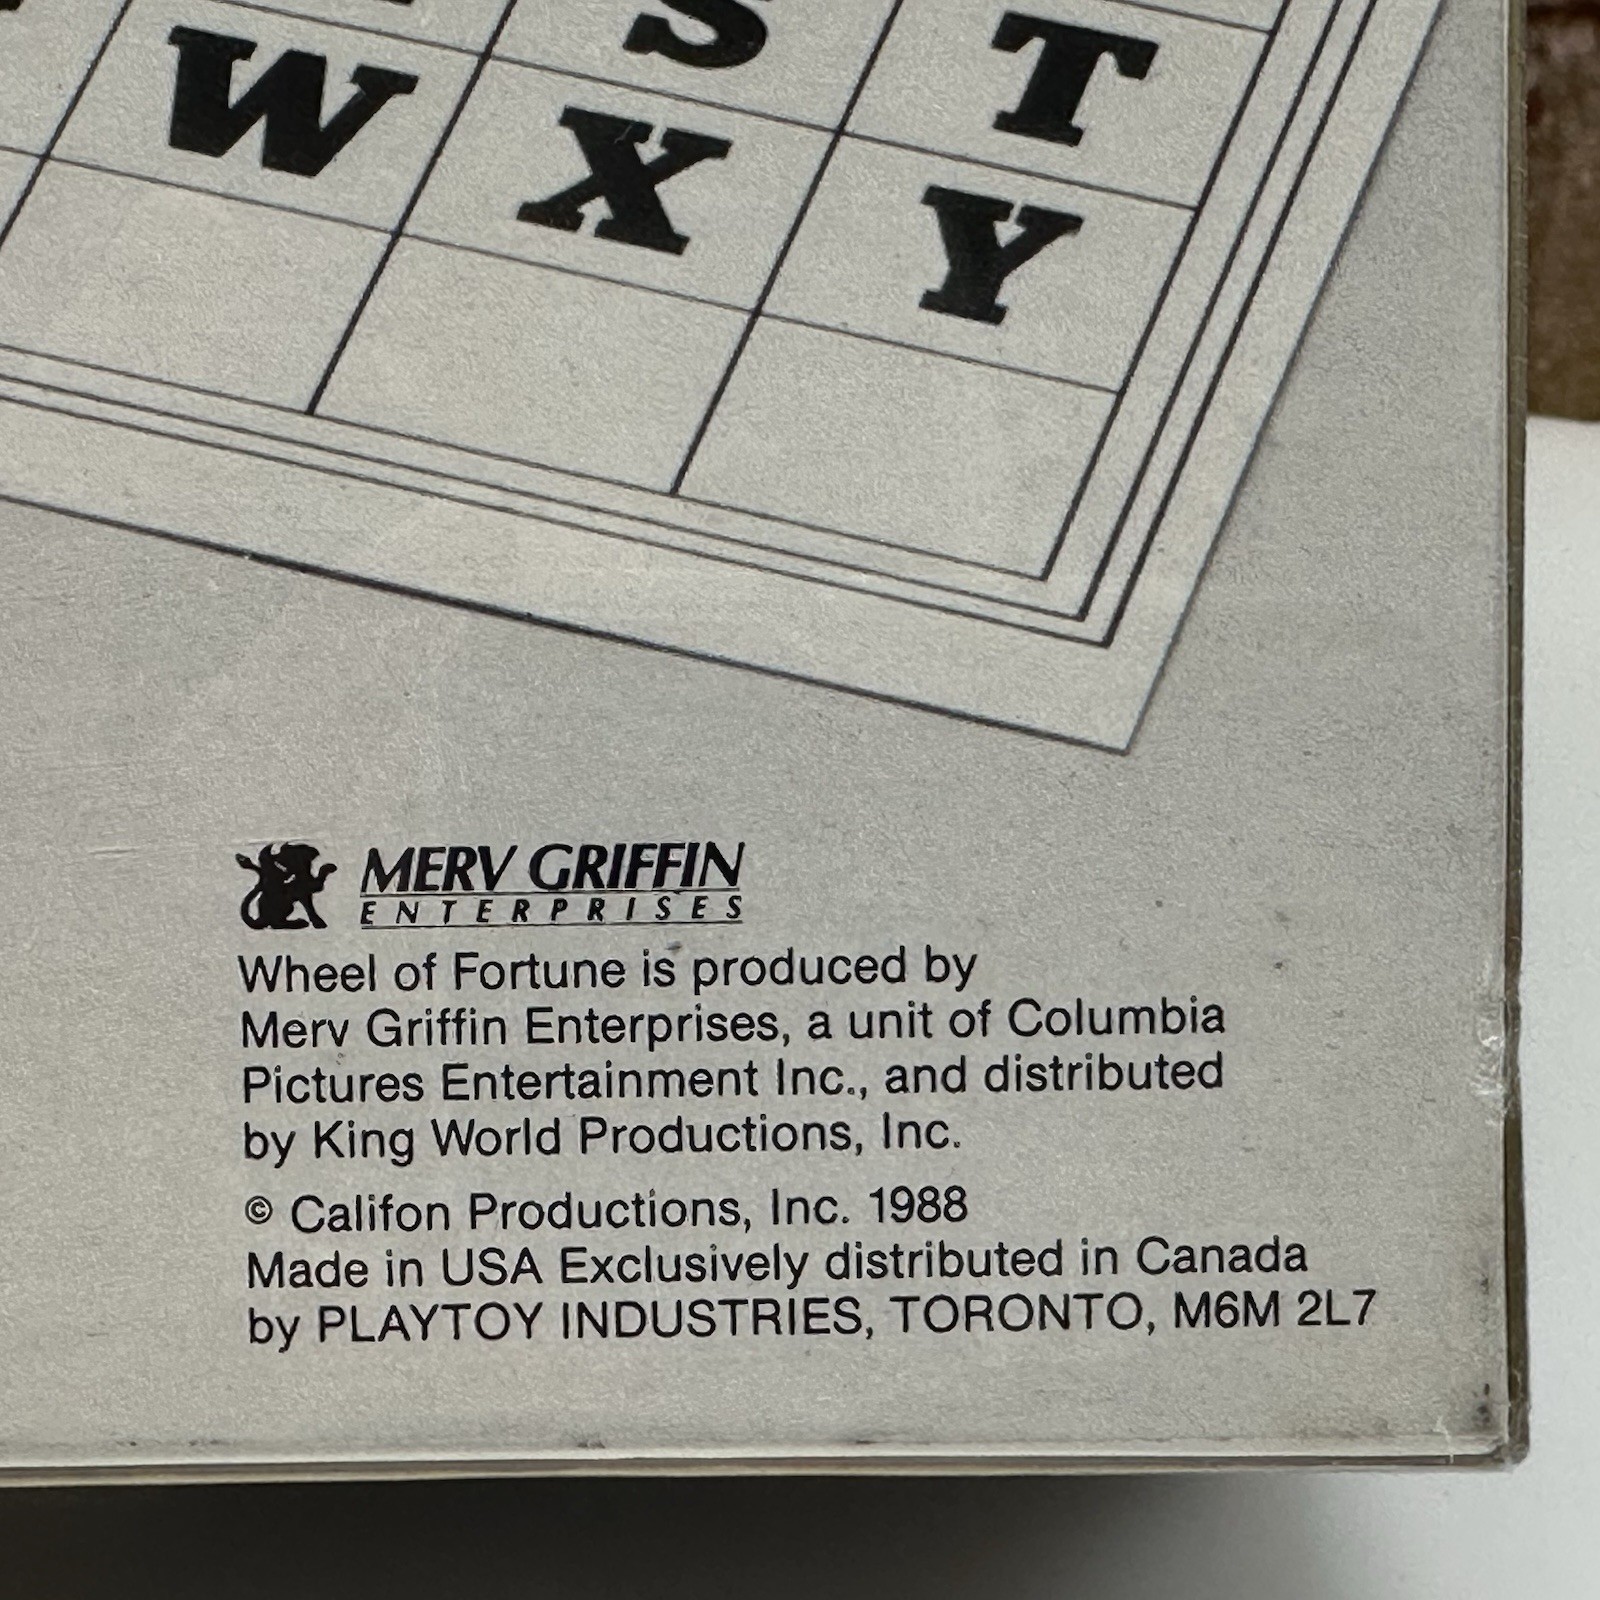 S T
W X Y
MERV GRIFFIN
ENTERPRISES
Wheel of Fortune is produced by
Merv Griffin Enterprises, a unit of Columbia
Pictures Entertainment Inc., and distributed
by King World Productions, Inc.
© Califon Productions, Inc. 1988
Made in USA Exclusively distributed in Canada
by PLAYTOY INDUSTRIES, TORONTO, M6M 2L7